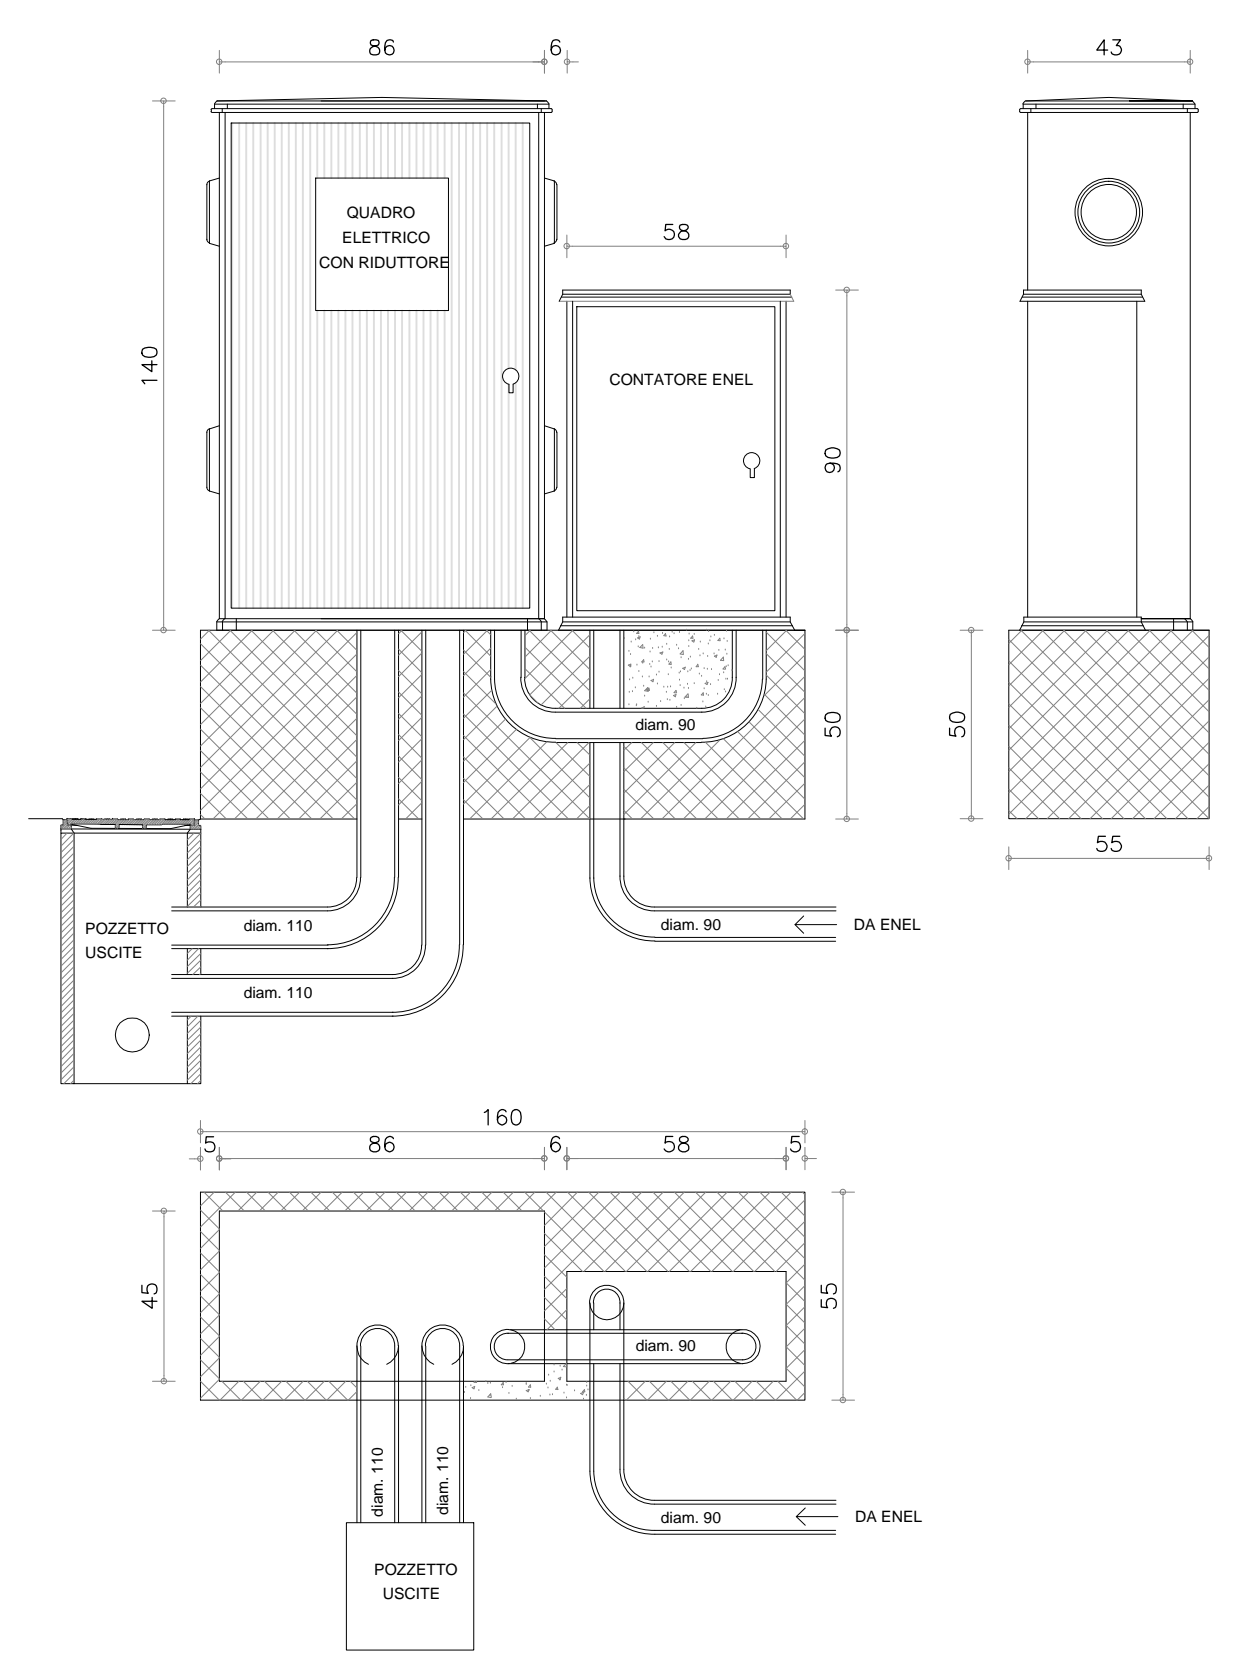 86
6
43
140
QUADRO
ELETTRICO
CON RIDUTTORE
58
CONTATORE ENEL
90
diam. 90
50
50
55
POZZETTO
USCITE
diam. 110
diam. 110
diam. 90
DA ENEL
160
5
86
6
58
5
45
55
diam. 90
diam. 110
diam. 110
diam. 90
DA ENEL
POZZETTO
USCITE